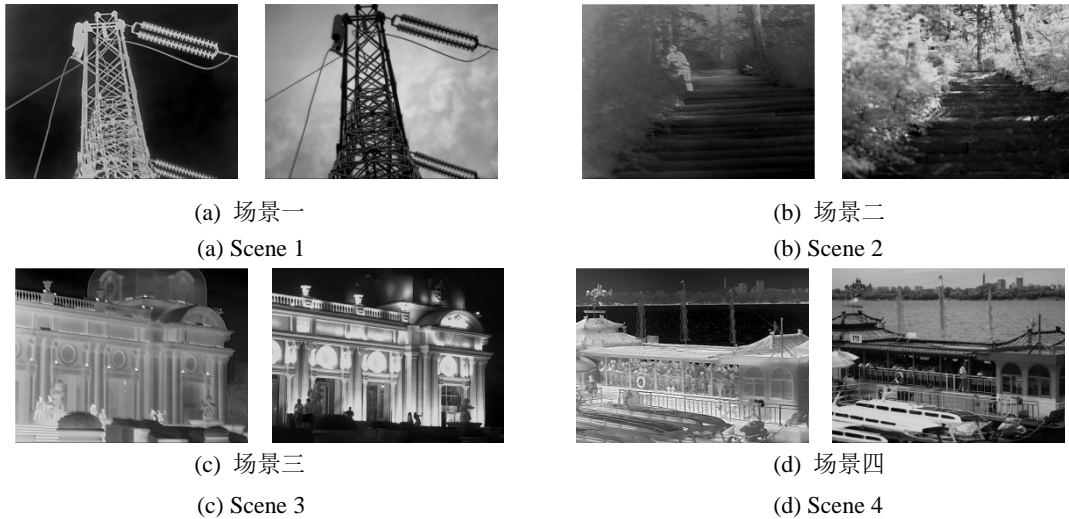 (a) 场景一
(b) 场景二
(a) Scene 1
(b) Scene 2
(c) 场景三
(d) 场景四
(c) Scene 3
(d) Scene 4